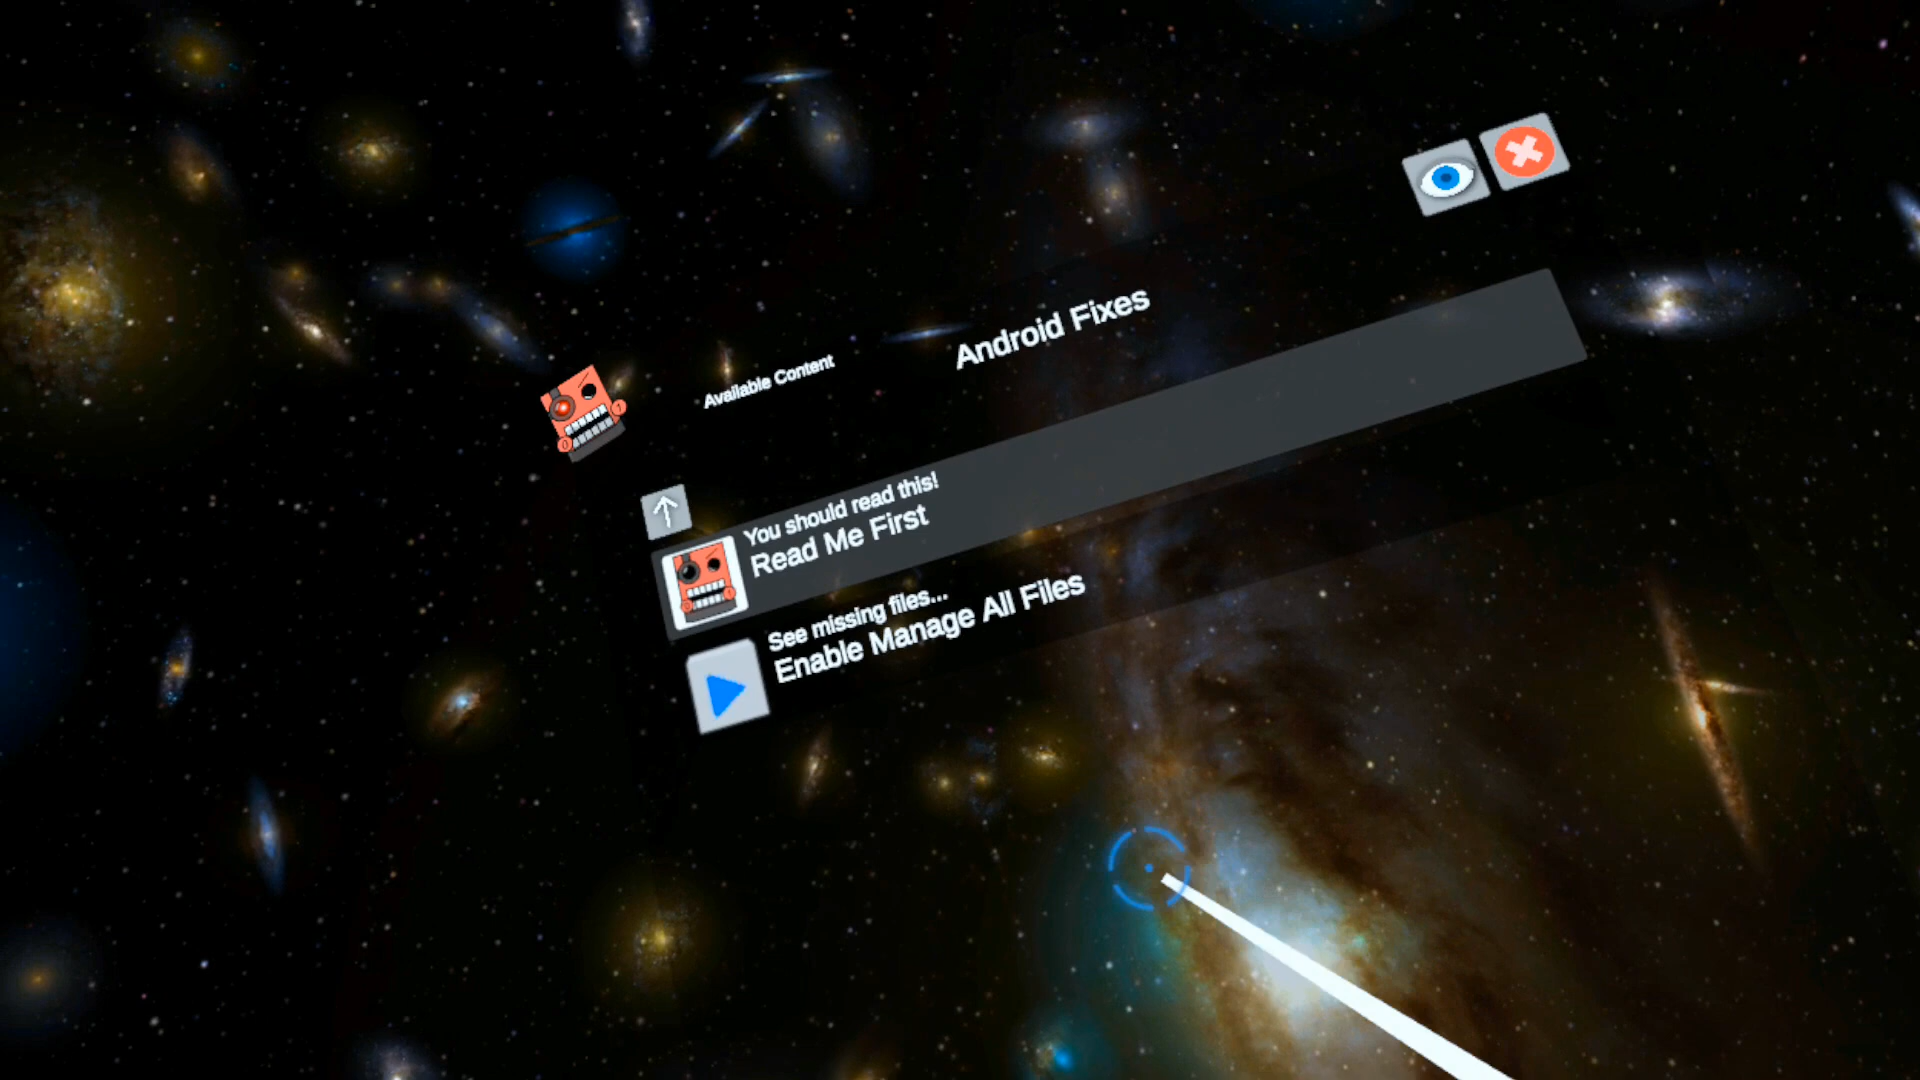 Android Fixes
Available Content
You should read this!
Read Me First
See missing files...
Enable Manage All Files